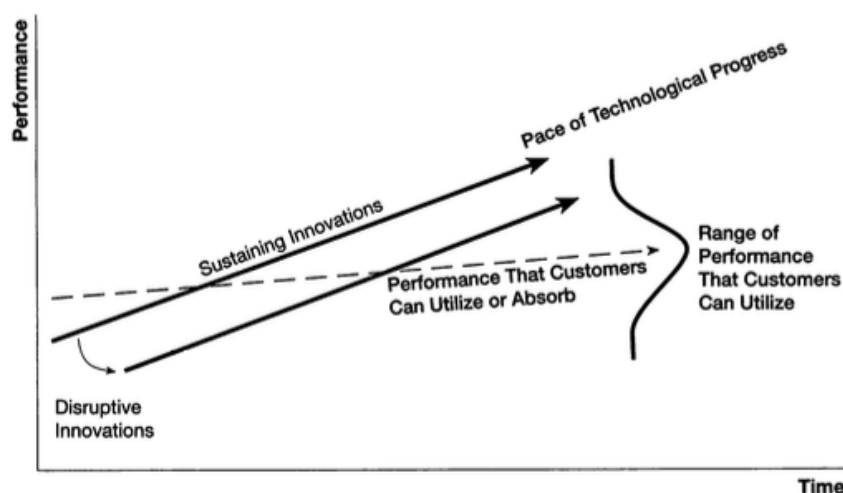 Performance
Pace of Technological Progress
Sustaining Innovations
Performance That Customers
Can Utilize or Absorb
Range of
Performance
That Customers
Can Utilize
Disruptive
Innovations
Time